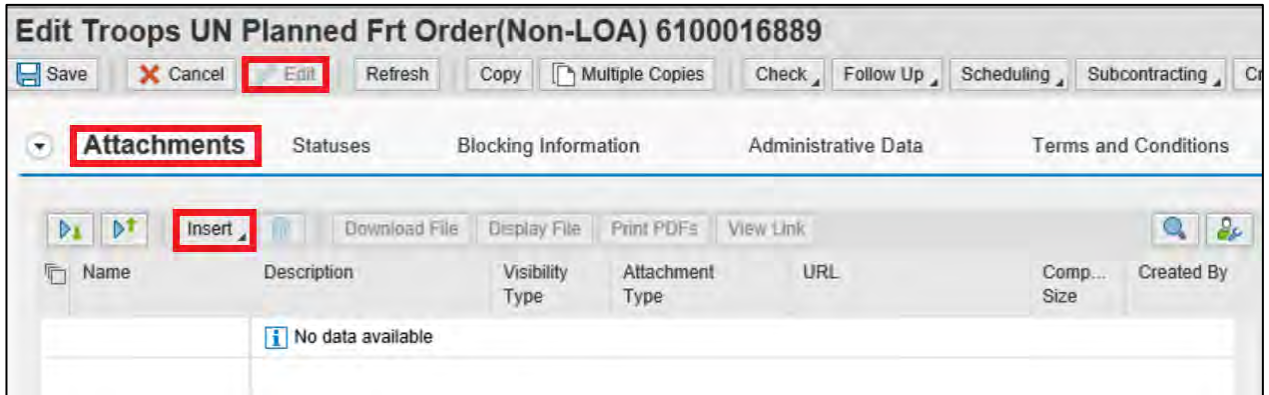 Edit Troops UN Planned Frt Order(Non-LOA) 6100016889
Save Cancel Edit Refresh Copy Multiple Copies Check Follow Up Scheduling Subcontracting Cr
Attachments Statuses Blocking Information Administrative Data Terms and Conditions
Insert Download File Display File Print PDFs View Link
Name Description Visibility Attachment URL Comp... Created By
Type Type Size
No data available